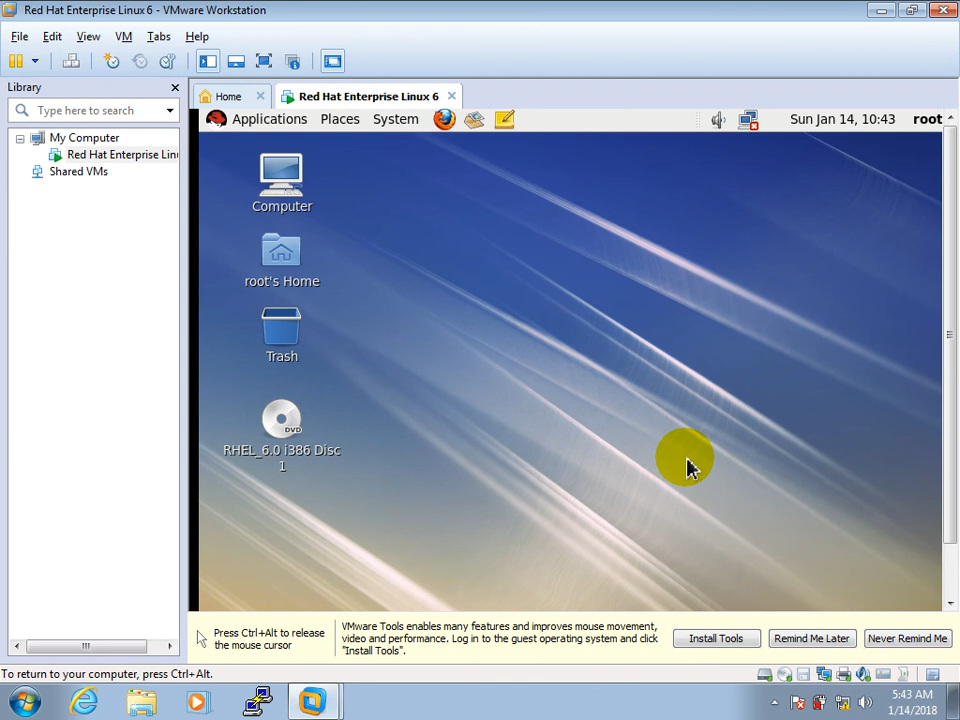 Red Hat Enterprise Linux 6 - VMware Workstation
File Edit View VM Tabs Help
Library
Type here to search
My Computer
Red Hat Enterprise Linu
Shared VMs
Home
Red Hat Enterprise Linux 6
Applications Places System
Sun Jan 14, 10:43 root
Computer
root's Home
Trash
DVD
RHEL_6.0 i386 Disc
1
Press Ctrl+Alt to release
the mouse cursor
VMware Tools enables many features and improves mouse movement,
video and performance. Log in to the guest operating system and click
"Install Tools".
Install Tools
Remind Me Later
Never Remind Me
To return to your computer, press Ctrl+Alt.
5:43 AM
1/14/2018